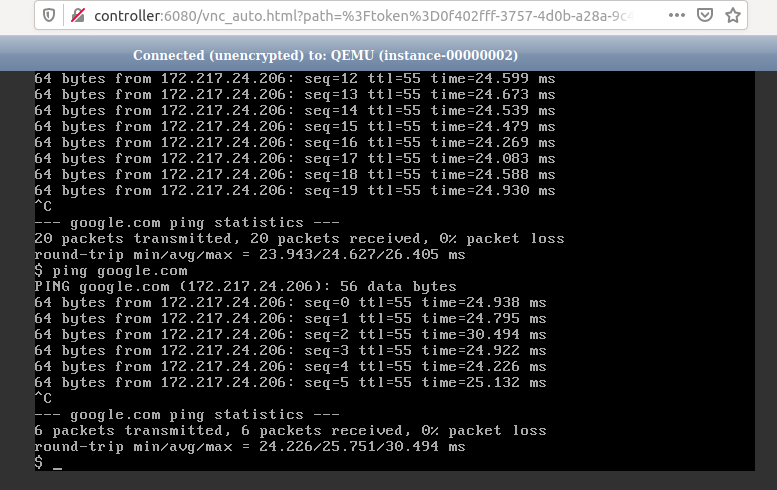 controller:6080/vnc_auto.html?path=%3Ftoken%3D0f402fff-3757-4d0b-a28a-9c
Connected (unencrypted) to: QEMU (instance-00000002)
64 bytes from 172.217.24.206: seq=12 ttl=55 time=24.599 ms
64 bytes from 172.217.24.206: seq=13 ttl=55 time=24.673 ms
64 bytes from 172.217.24.206: seq=14 ttl=55 time=24.539 ms
64 bytes from 172.217.24.206: seq=15 ttl=55 time=24.479 ms
64 bytes from 172.217.24.206: seq=16 ttl=55 time=24.269 ms
64 bytes from 172.217.24.206: seq=17 ttl=55 time=24.083 ms
64 bytes from 172.217.24.206: seq=18 ttl=55 time=24.588 ms
64 bytes from 172.217.24.206: seq=19 ttl=55 time=24.930 ms
^C
--- google.com ping statistics ---
20 packets transmitted, 20 packets received, 0% packet loss
round-trip min/avg/max = 23.943/24.627/26.405 ms
$ ping google.com
PING google.com (172.217.24.206): 56 data bytes
64 bytes from 172.217.24.206: seq=0 ttl=55 time=24.938 ms
64 bytes from 172.217.24.206: seq=1 ttl=55 time=24.795 ms
64 bytes from 172.217.24.206: seq=2 ttl=55 time=30.494 ms
64 bytes from 172.217.24.206: seq=3 ttl=55 time=24.922 ms
64 bytes from 172.217.24.206: seq=4 ttl=55 time=24.226 ms
64 bytes from 172.217.24.206: seq=5 ttl=55 time=25.132 ms
^C
--- google.com ping statistics ---
6 packets transmitted, 6 packets received, 0% packet loss
round-trip min/avg/max = 24.226/25.751/30.494 ms
$ _